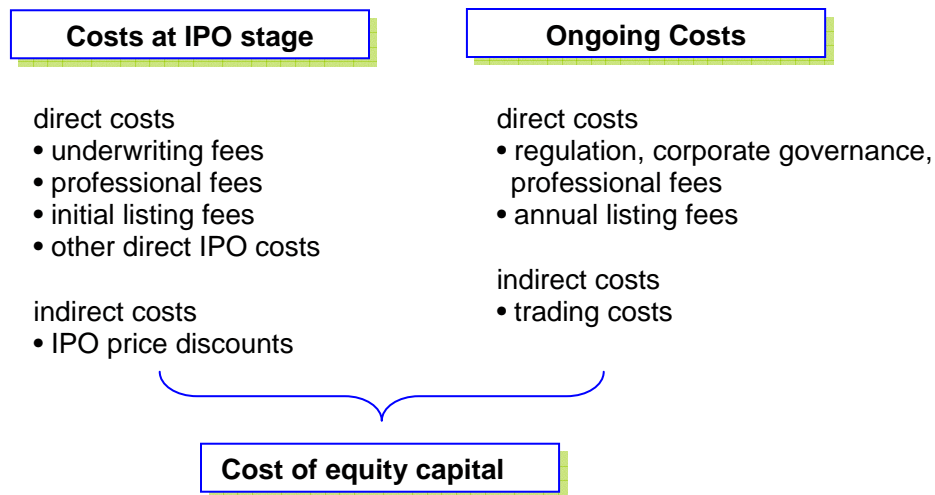 Costs at IPO stage
direct costs
• underwriting fees
• professional fees
• initial listing fees
• other direct IPO costs
indirect costs
• IPO price discounts
Ongoing Costs
direct costs
• regulation, corporate governance,
professional fees
• annual listing fees
indirect costs
• trading costs
Cost of equity capital